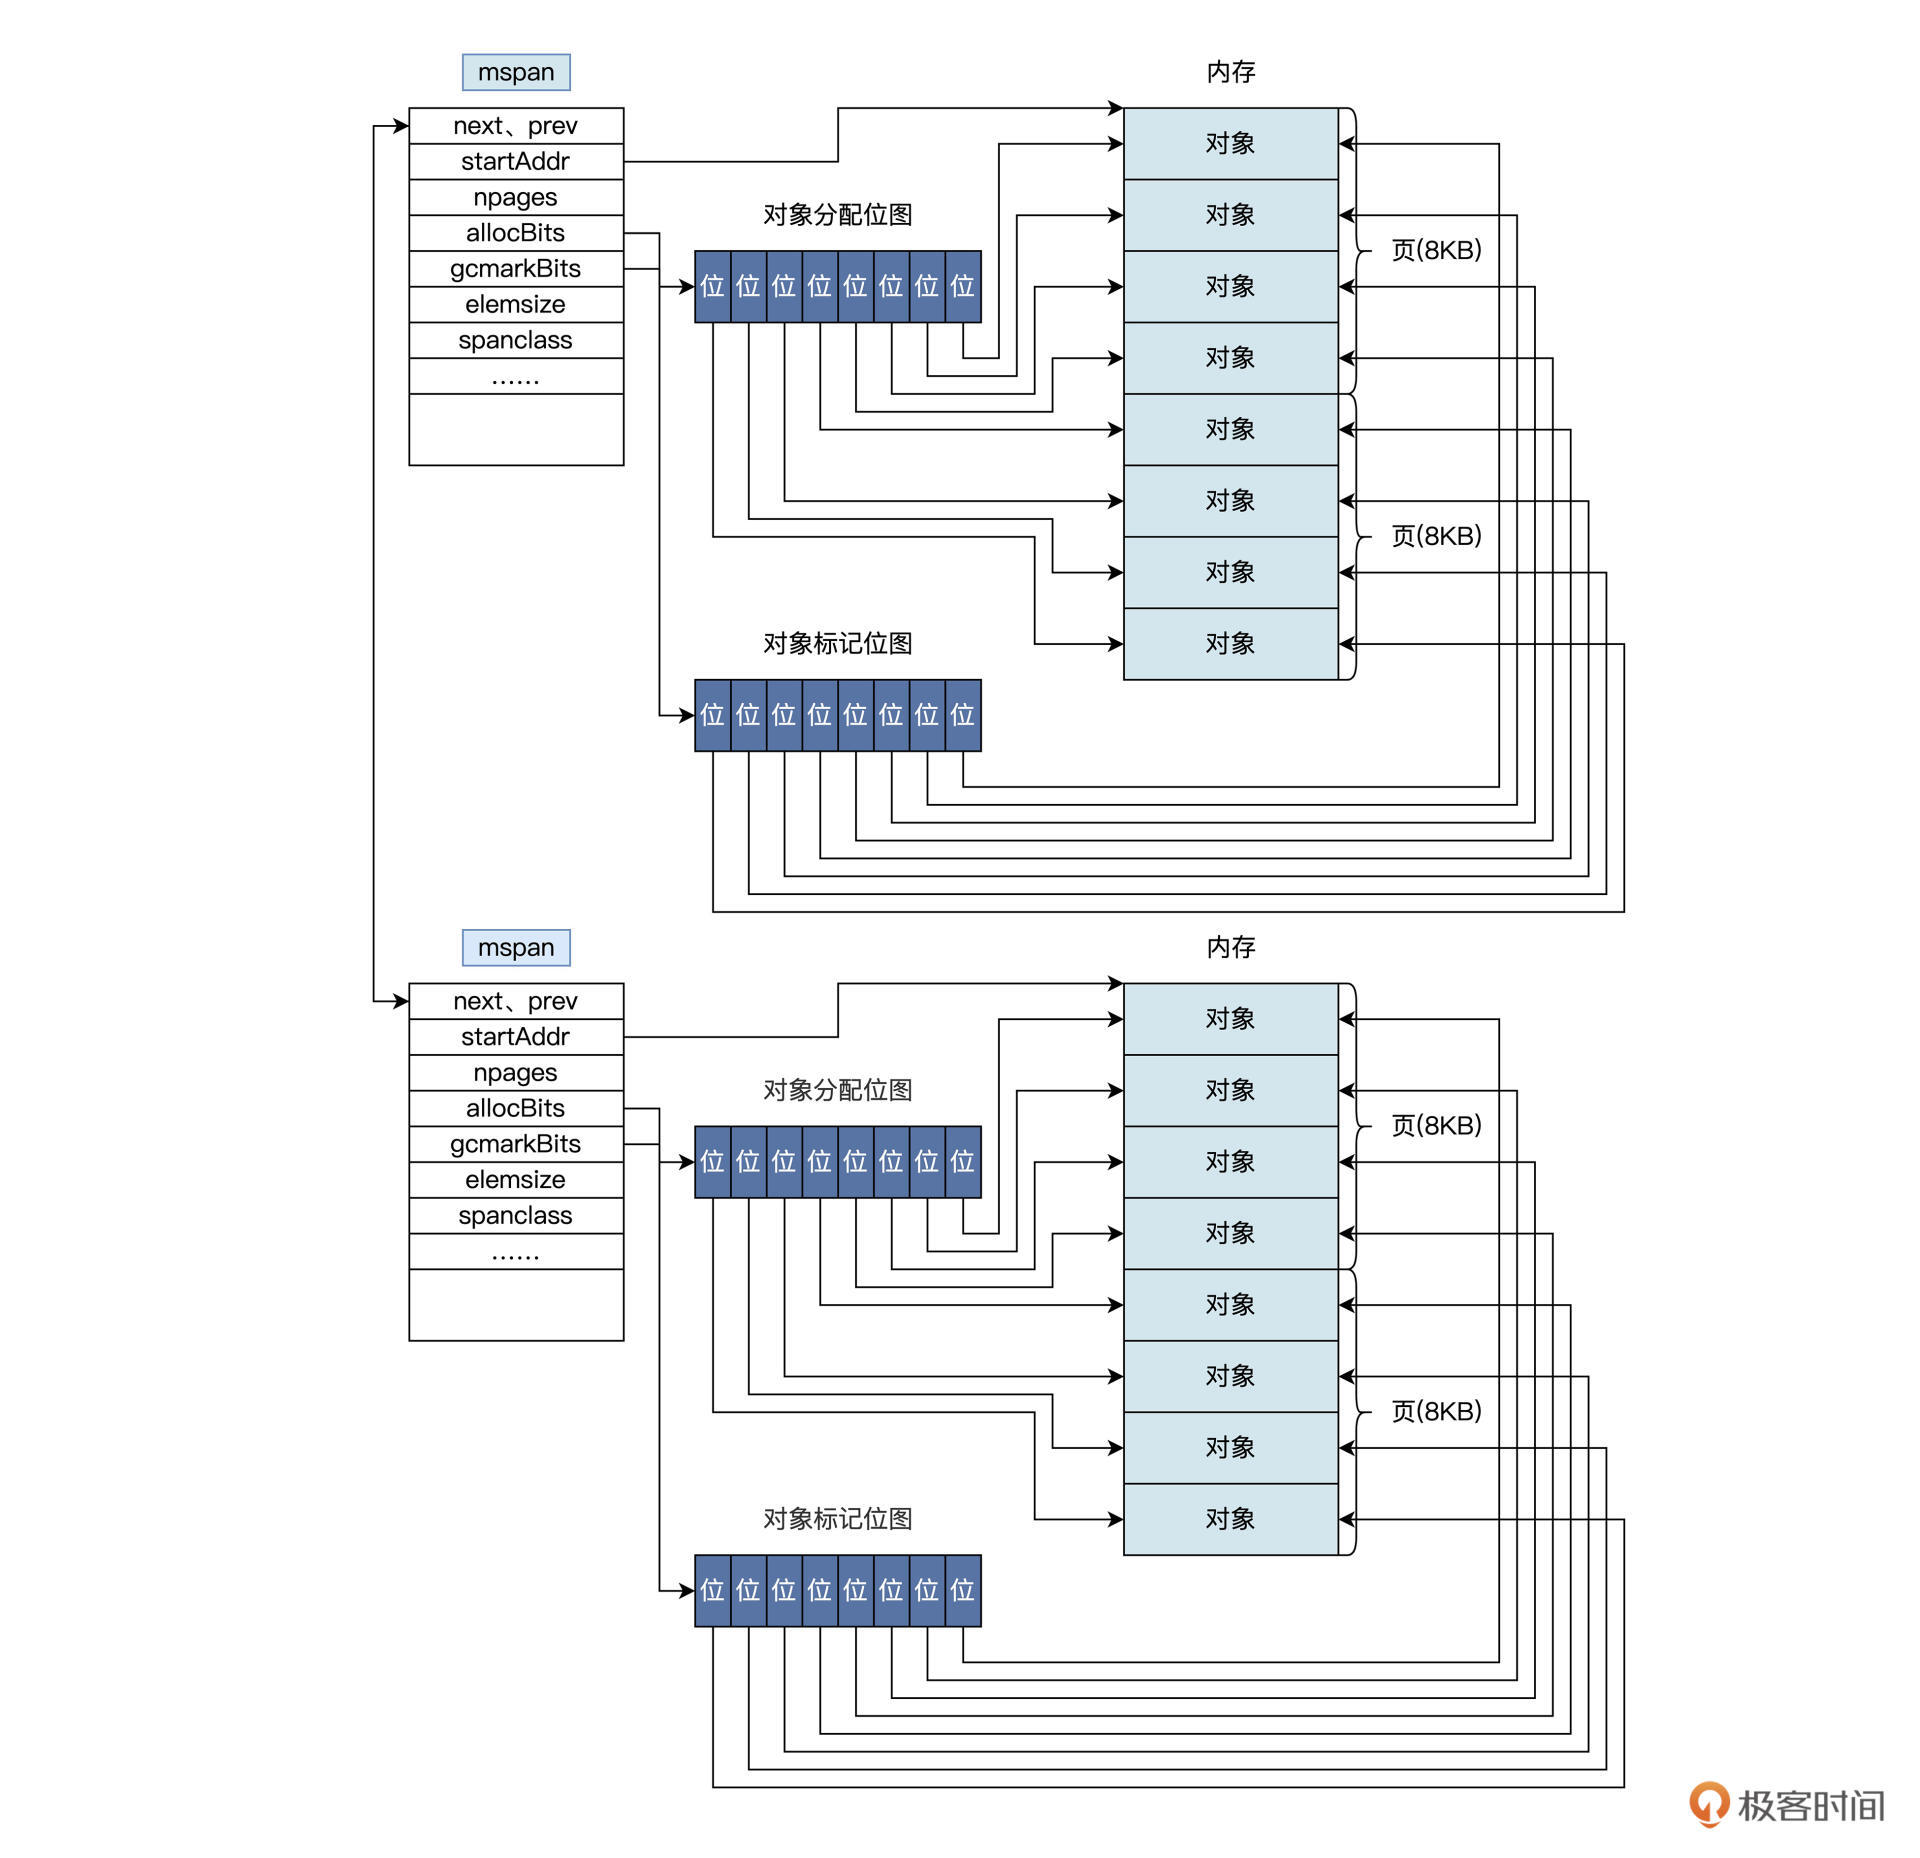 mspan
内存
next、prev
startAddr
npages
allocBits
gcmarkBits
elemsize
spanclass
……
对象分配位图
位 位 位 位 位 位 位 位
对象
对象
对象
对象
对象
对象
对象
对象
页(8KB)
页(8KB)
对象标记位图
位 位 位 位 位 位 位 位
mspan
内存
next、prev
startAddr
npages
allocBits
gcmarkBits
elemsize
spanclass
……
对象分配位图
位 位 位 位 位 位 位 位
对象
对象
对象
对象
对象
对象
对象
对象
页(8KB)
页(8KB)
对象标记位图
位 位 位 位 位 位 位 位
极客时间